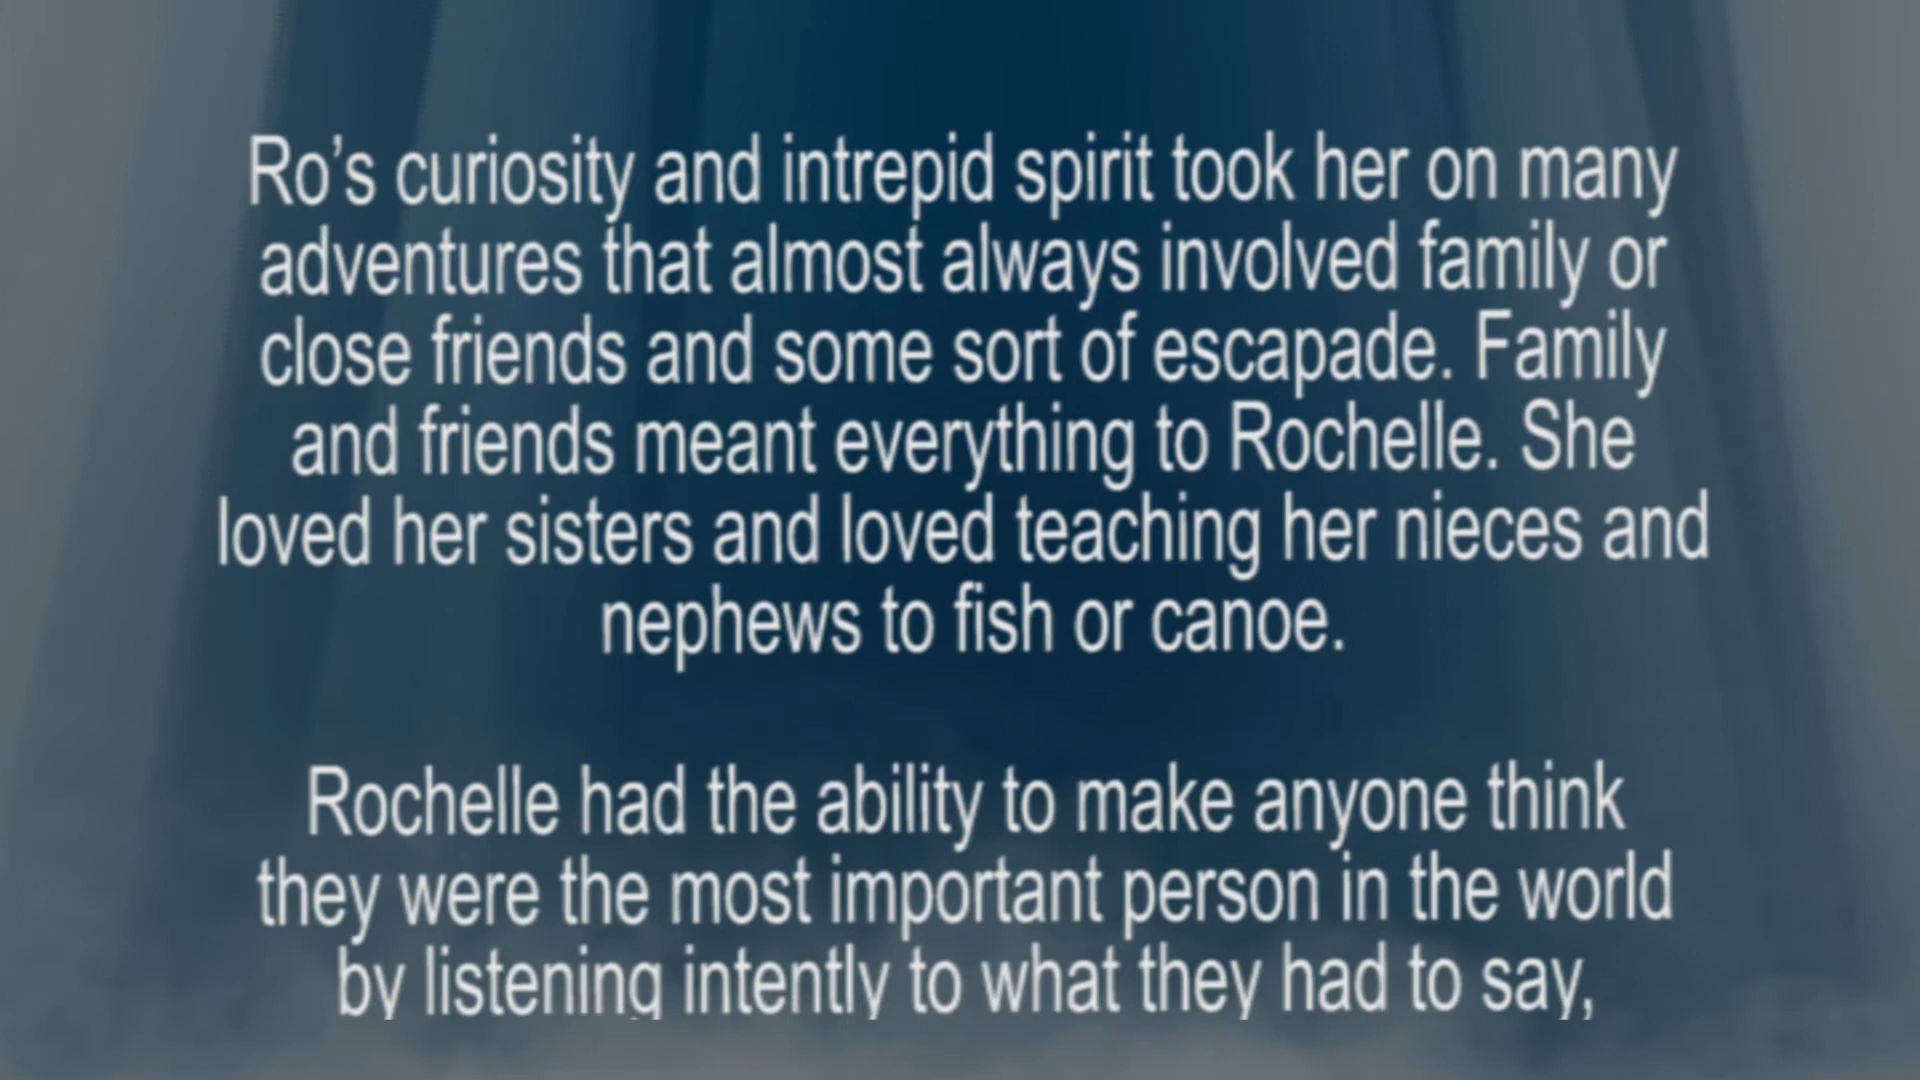 Ro’s curiosity and intrepid spirit took her on many
adventures that almost always involved family or
close friends and some sort of escapade. Family
and friends meant everything to Rochelle. She
loved her sisters and loved teaching her nieces and
nephews to fish or canoe.
Rochelle had the ability to make anyone think
they were the most important person in the world
by listening intently to what they had to say,